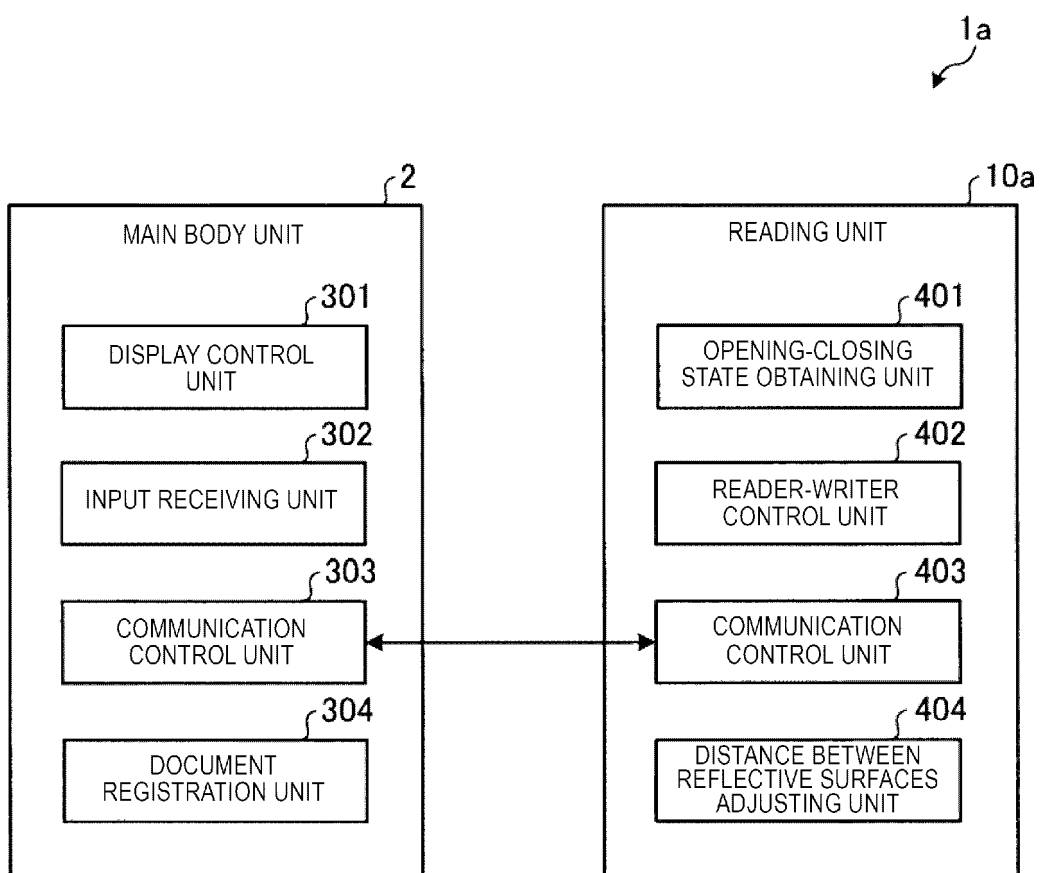 1a
2
10a
MAIN BODY UNIT
READING UNIT
301
401
DISPLAY CONTROL
UNIT
OPENING-CLOSING
STATE OBTAINING UNIT
302
402
INPUT RECEIVING UNIT
READER-WRITER
CONTROL UNIT
303
403
COMMUNICATION
CONTROL UNIT
COMMUNICATION
CONTROL UNIT
304
404
DOCUMENT
REGISTRATION UNIT
DISTANCE BETWEEN
REFLECTIVE SURFACES
ADJUSTING UNIT